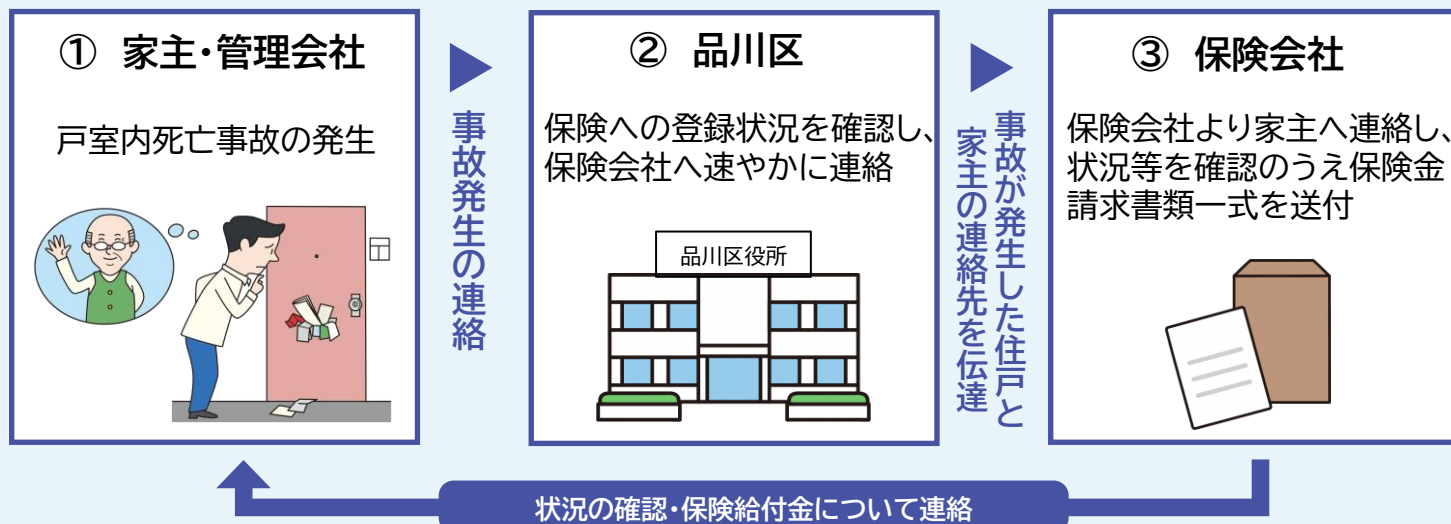 ① 家主・管理会社
戸室内死亡事故の発生
事故発生の連絡
② 品川区
保険への登録状況を確認し、
保険会社へ速やかに連絡
品川区役所
事故が発生した住戸と
家主の連絡先を伝達
③ 保険会社
保険会社より家主へ連絡し、
状況等を確認のうえ保険金
請求書類一式を送付
状況の確認・保険給付金について連絡